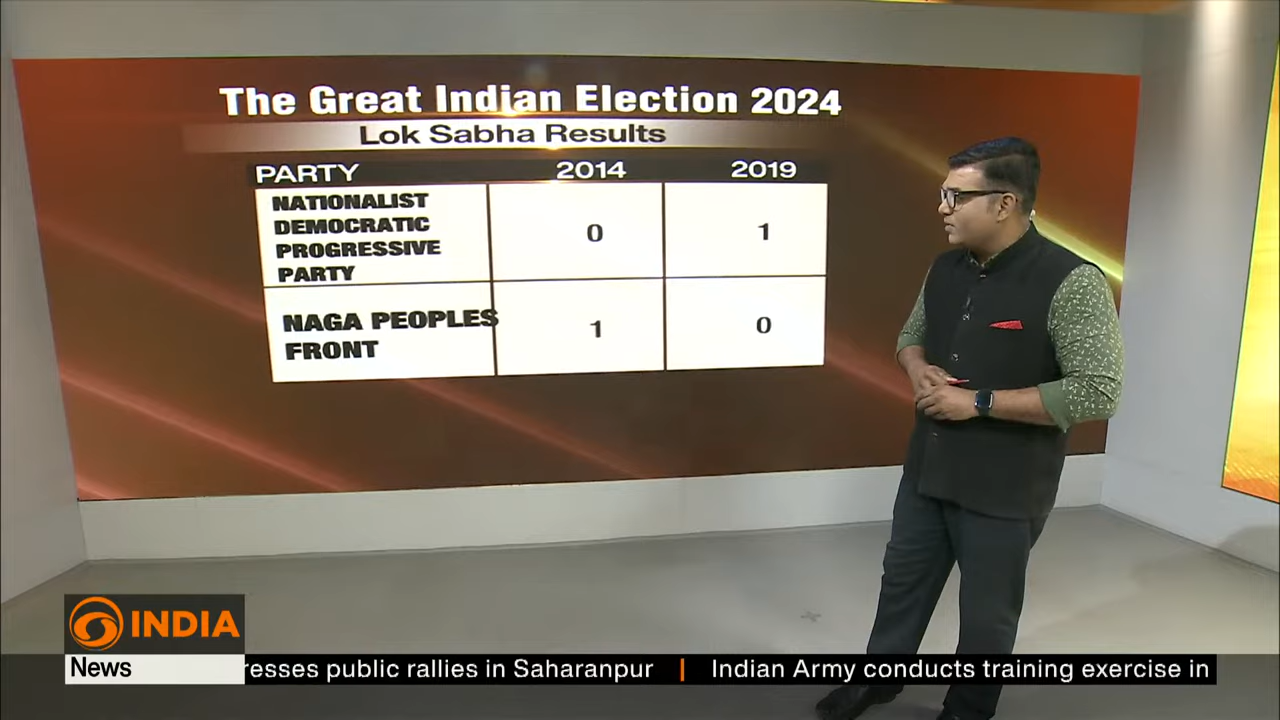 The Great Indian Election 2024
Lok Sabha Results
PARTY 2014 2019
NATIONALIST
DEMOCRATIC
PROGRESSIVE
PARTY
0 1
NAGA PEOPLES
FRONT
1 0
INDIA
News
esses public rallies in Saharanpur | Indian Army conducts training exercise in